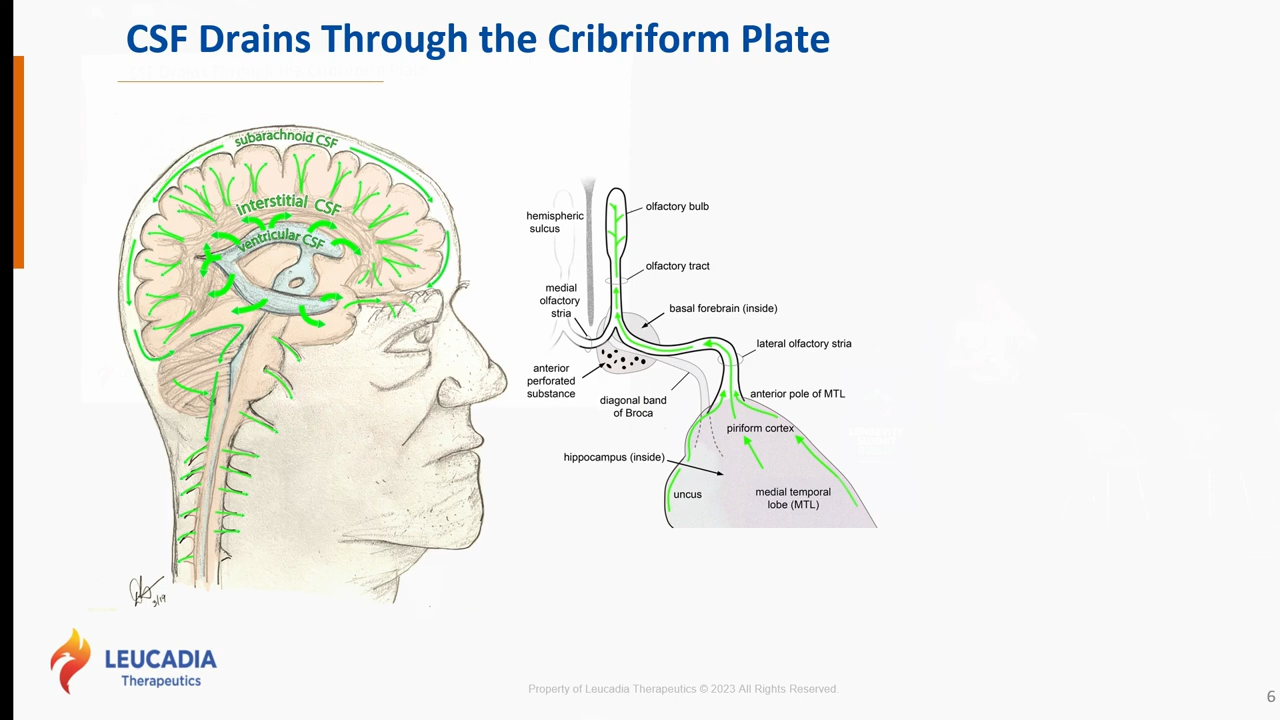 CSF Drains Through the Cribriform Plate
subarachnoid CSF
interstitial CSF
ventricular CSF
3/19
olfactory bulb
hemispheric
sulcus
olfactory tract
medial
olfactory
stria
basal forebrain (inside)
lateral olfactory stria
anterior
perforated
substance
diagonal band
of Broca
anterior pole of MTL
piriform cortex
hippocampus (inside)
uncus
medial temporal
lobe (MTL)
LEUCADIA
Therapeutics
Property of Leucadia Therapeutics © 2023 All Rights Reserved.
6